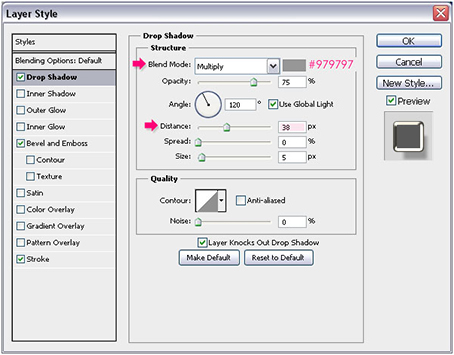 Layer Style
Styles
Blending Options: Default
Drop Shadow
Inner Shadow
Outer Glow
Inner Glow
Bevel and Emboss
Contour
Texture
Satin
Color Overlay
Gradient Overlay
Pattern Overlay
Stroke
Drop Shadow
Structure
Blend Mode: Multiply #979797
Opacity: 75 %
Angle: 120 ° Use Global Light
Distance: 38 px
Spread: 0 %
Size: 5 px
Quality
Contour: Anti-aliased
Noise: 0 %
Layer Knocks Out Drop Shadow
Make Default Reset to Default
OK
Cancel
New Style...
Preview